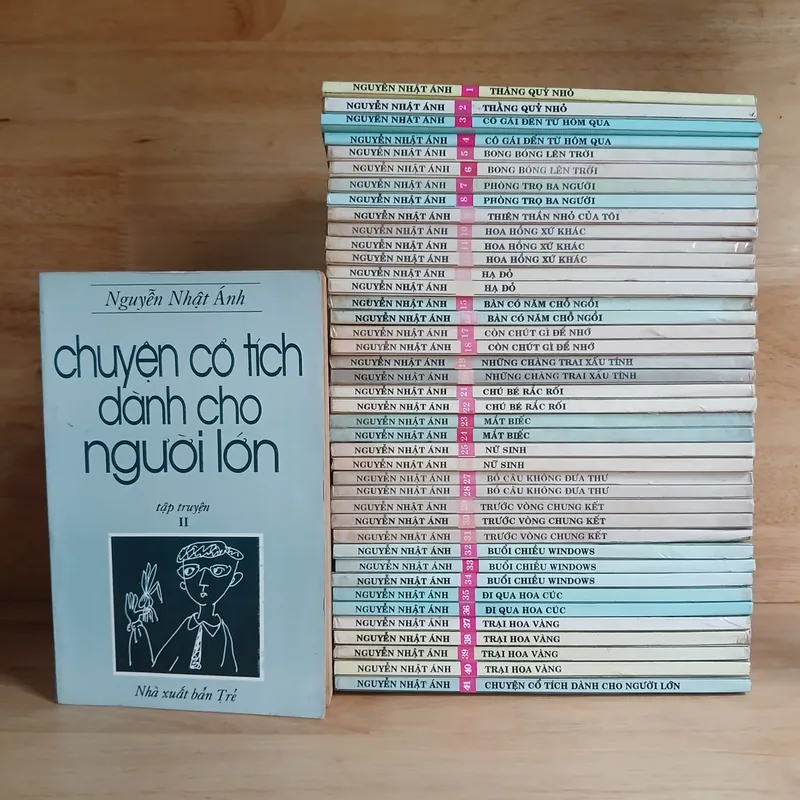 Nguyễn Nhật Ánh
chuyện cổ tích
dành cho
người lớn
tập truyện
II
Nhà xuất bản Trẻ
NGUYỄN NHẬT ÁNH 1 THẰNG QUỶ NHỎ
NGUYỄN NHẬT ÁNH 2 THẰNG QUỶ NHỎ
NGUYỄN NHẬT ÁNH 3 CÔ GÁI ĐẾN TỪ HÔM QUA
NGUYỄN NHẬT ÁNH 4 CÔ GÁI ĐẾN TỪ HÔM QUA
NGUYỄN NHẬT ÁNH 5 BONG BÓNG LÊN TRỜI
NGUYỄN NHẬT ÁNH 6 BONG BÓNG LÊN TRỜI
NGUYỄN NHẬT ÁNH 7 PHÒNG TRỌ BA NGƯỜI
NGUYỄN NHẬT ÁNH 8 PHÒNG TRỌ BA NGƯỜI
NGUYỄN NHẬT ÁNH THIÊN THẦN NHỎ CỦA TÔI
NGUYỄN NHẬT ÁNH 10 HOA HỒNG XỨ KHÁC
NGUYỄN NHẬT ÁNH 11 HOA HỒNG XỨ KHÁC
NGUYỄN NHẬT ÁNH HOA HỒNG XỨ KHÁC
NGUYỄN NHẬT ÁNH HẠ ĐỎ
NGUYỄN NHẬT ÁNH HẠ ĐỎ
NGUYỄN NHẬT ÁNH 15 BÀN CÓ NĂM CHỖ NGỒI
NGUYỄN NHẬT ÁNH BÀN CÓ NĂM CHỖ NGỒI
NGUYỄN NHẬT ÁNH 17 CÒN CHÚT GÌ ĐỂ NHỚ
NGUYỄN NHẬT ÁNH 18 CÒN CHÚT GÌ ĐỂ NHỚ
NGUYỄN NHẬT ÁNH 19 NHỮNG CHÀNG TRAI XẤU TÍNH
NGUYỄN NHẬT ÁNH NHỮNG CHÀNG TRAI XẤU TÍNH
NGUYỄN NHẬT ÁNH 21 CHÚ BÉ RẮC RỐI
NGUYỄN NHẬT ÁNH 22 CHÚ BÉ RẮC RỐI
NGUYỄN NHẬT ÁNH 23 MẮT BIẾC
NGUYỄN NHẬT ÁNH 24 MẮT BIẾC
NGUYỄN NHẬT ÁNH 25 NỮ SINH
NGUYỄN NHẬT ÁNH NỮ SINH
NGUYỄN NHẬT ÁNH 27 BỒ CÂU KHÔNG ĐƯA THƯ
NGUYỄN NHẬT ÁNH 28 BỒ CÂU KHÔNG ĐƯA THƯ
NGUYỄN NHẬT ÁNH TRƯỚC VÒNG CHUNG KẾT
NGUYỄN NHẬT ÁNH 30 TRƯỚC VÒNG CHUNG KẾT
NGUYỄN NHẬT ÁNH 31 TRƯỚC VÒNG CHUNG KẾT
NGUYỄN NHẬT ÁNH 32 BUỔI CHIỀU WINDOWS
NGUYỄN NHẬT ÁNH 33 BUỔI CHIỀU WINDOWS
NGUYỄN NHẬT ÁNH 34 BUỔI CHIỀU WINDOWS
NGUYỄN NHẬT ÁNH 35 ĐI QUA HOA CÚC
NGUYỄN NHẬT ÁNH 36 ĐI QUA HOA CÚC
NGUYỄN NHẬT ÁNH 37 TRẠI HOA VÀNG
NGUYỄN NHẬT ÁNH 38 TRẠI HOA VÀNG
NGUYỄN NHẬT ÁNH 39 TRẠI HOA VÀNG
NGUYỄN NHẬT ÁNH 40 TRẠI HOA VÀNG
NGUYỄN NHẬT ÁNH 41 CHUYỆN CỔ TÍCH DÀNH CHO NGƯỜI LỚN